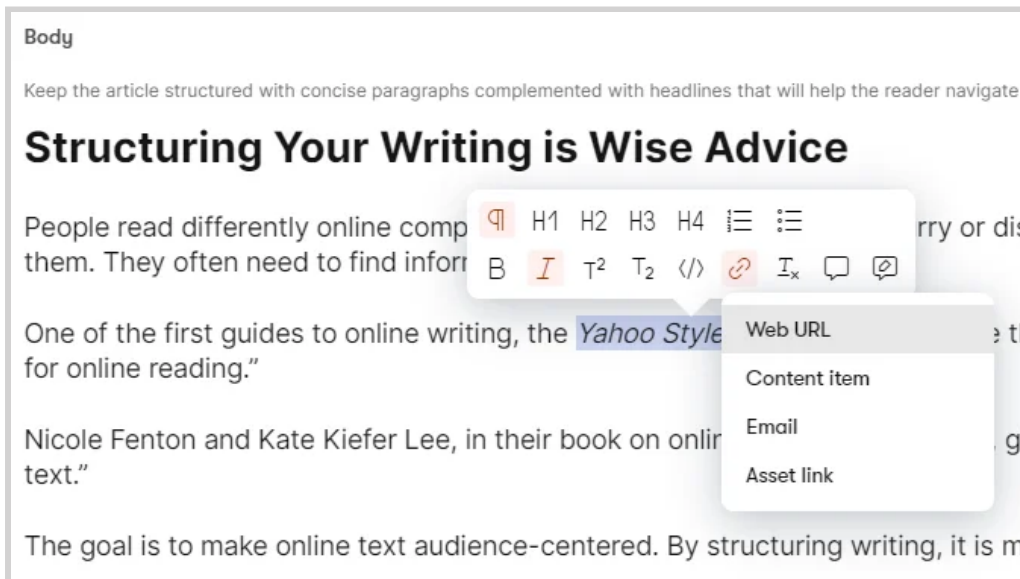 Body
Keep the article structured with concise paragraphs complemented with headlines that will help the reader navigate
Structuring Your Writing is Wise Advice
¶ H1 H2 H3 H4
People read differently online comp rry or dis
B I T² T₂ </> Tx
them. They often need to find infor
One of the first guides to online writing, the Yahoo Style e t
Web URL
for online reading.”
Content item
Email
Nicole Fenton and Kate Kiefer Lee, in their book on onlin , g
text.”
Asset link
The goal is to make online text audience-centered. By structuring writing, it is m